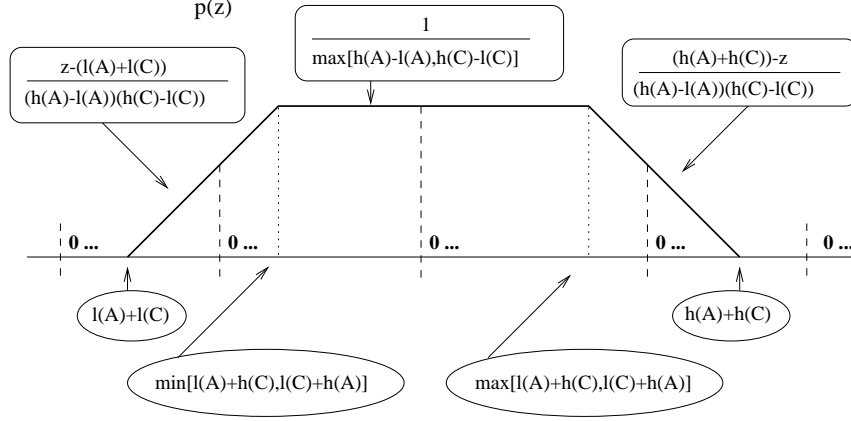 p(z)
1
max[h(A)-l(A),h(C)-l(C)]
z-(l(A)+l(C))
(h(A)-l(A))(h(C)-l(C))
(h(A)+h(C))-z
(h(A)-l(A))(h(C)-l(C))
0 ... 0 ... 0 ... 0 ... 0 ...
l(A)+l(C) h(A)+h(C)
min[l(A)+h(C),l(C)+h(A)] max[l(A)+h(C),l(C)+h(A)]